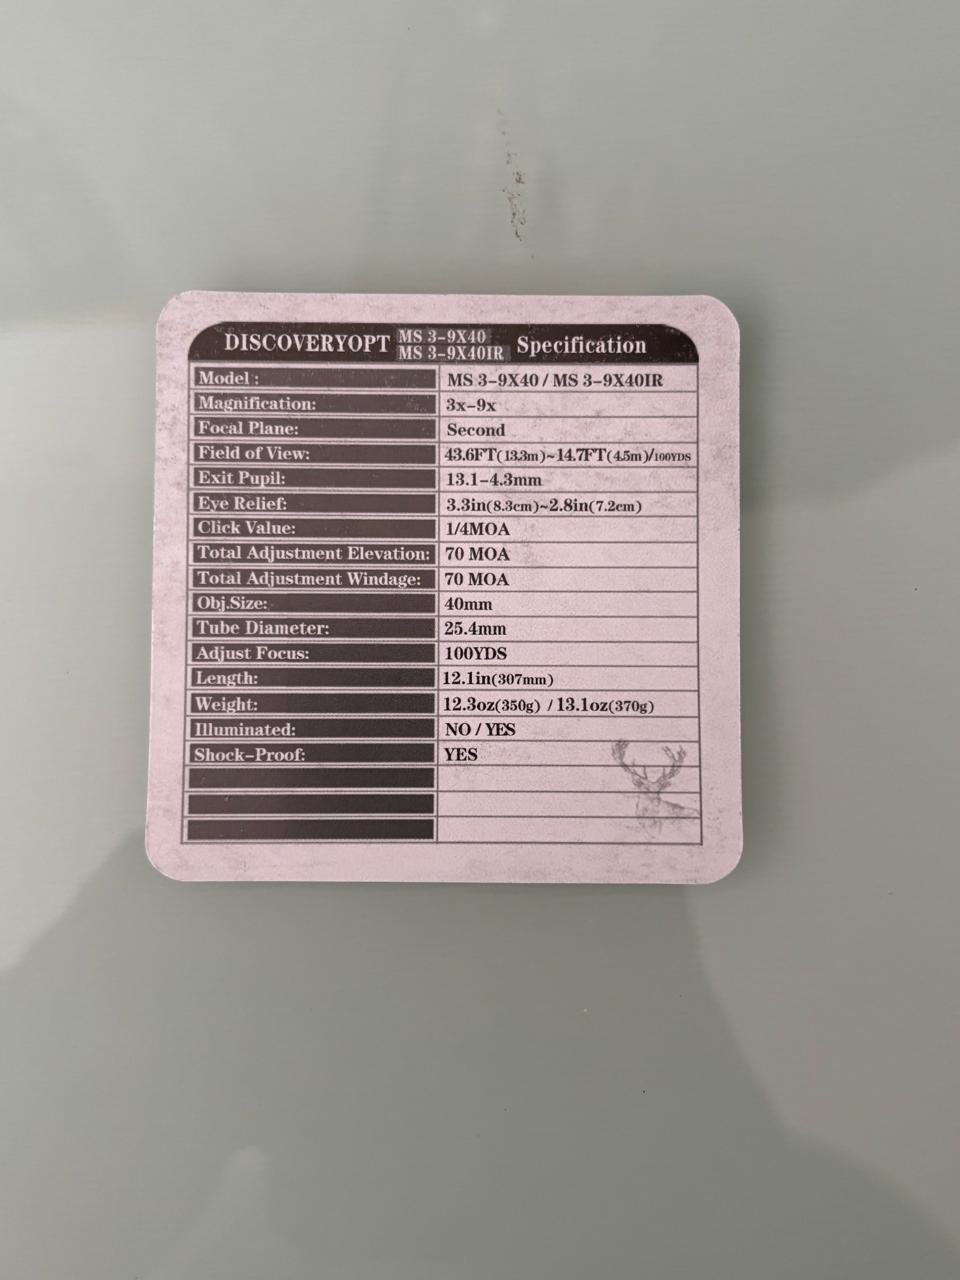 DISCOVERYOPT MS 3-9X40 MS 3-9X40IR Specification
Model : MS 3-9X40 / MS 3-9X40IR
Magnification: 3x-9x
Focal Plane: Second
Field of View: 43.6FT(13.3m)~14.7FT(4.5m)/100YDS
Exit Pupil: 13.1-4.3mm
Eye Relief: 3.3in(8.3cm)~2.8in(7.2cm)
Click Value: 1/4MOA
Total Adjustment Elevation: 70 MOA
Total Adjustment Windage: 70 MOA
Obj.Size: 40mm
Tube Diameter: 25.4mm
Adjust Focus: 100YDS
Length: 12.1in(307mm)
Weight: 12.3oz(350g) / 13.1oz(370g)
Illuminated: NO / YES
Shock-Proof: YES